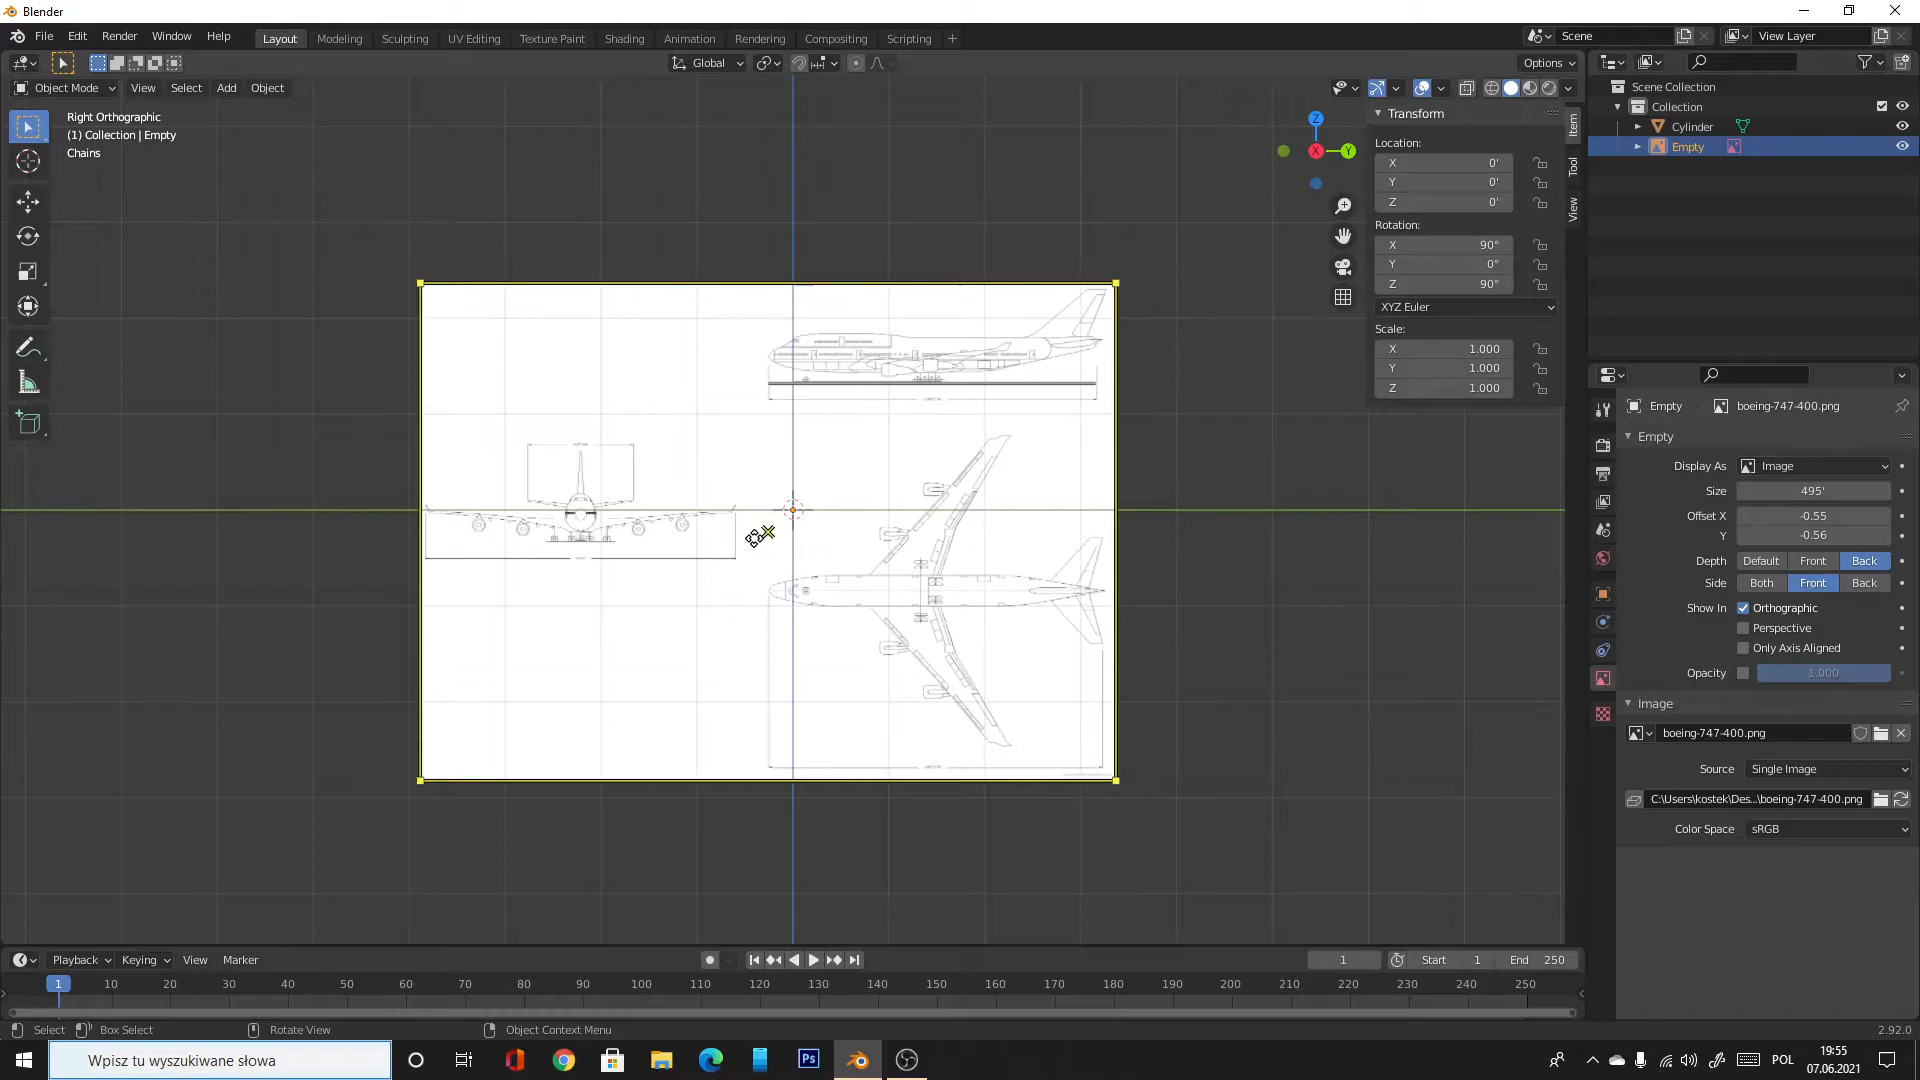 Blender
File Edit Render Window Help
Layout Modeling Sculpting UV Editing Texture Paint Shading Animation Rendering Compositing Scripting +
Scene
View Layer
Global
Options
Object Mode View Select Add Object
Right Orthographic
(1) Collection | Empty
Chains
Z
X
Y
Transform
Location:
X 0'
Y 0'
Z 0'
Rotation:
X 90°
Y 0°
Z 90°
XYZ Euler
Scale:
X 1.000
Y 1.000
Z 1.000
Item
Tool
View
Scene Collection
Collection
Cylinder
Empty
Empty boeing-747-400.png
Empty
Display As Image
Size 495'
Offset X -0.55
Y -0.56
Depth Default Front Back
Side Both Front Back
Show In Orthographic
Perspective
Only Axis Aligned
Opacity 1.000
Image
boeing-747-400.png
Source Single Image
C:\Users\kostek\Des...\boeing-747-400.png
Color Space sRGB
Playback Keying View Marker
1 Start 1 End 250
1 10 20 30 40 50 60 70 80 90 100 110 120 130 140 150 160 170 180 190 200 210 220 230 240 250
Select Box Select Rotate View Object Context Menu
2.92.0
Wpisz tu wyszukiwane słowa
Ps
POL
19:55
07.06.2021